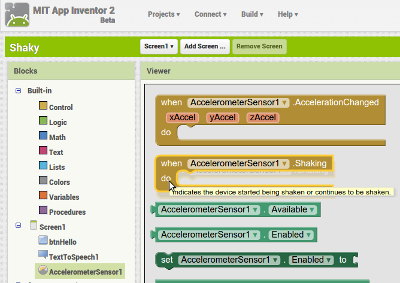 MIT App Inventor 2
Beta
Projects Connect Build Help
Shaky
Screen1 Add Screen ... Remove Screen
Blocks
Viewer
Built-in
Control
Logic
Math
Text
Lists
Colors
Variables
Procedures
Screen1
btnHello
TextToSpeech1
AccelerometerSensor1
when AccelerometerSensor1 .AccelerationChanged
xAccel yAccel zAccel
do
when AccelerometerSensor1 .Shaking
do
Indicates the device started being shaken or continues to be shaken.
AccelerometerSensor1 . Available
AccelerometerSensor1 . Enabled
set AccelerometerSensor1 . Enabled to